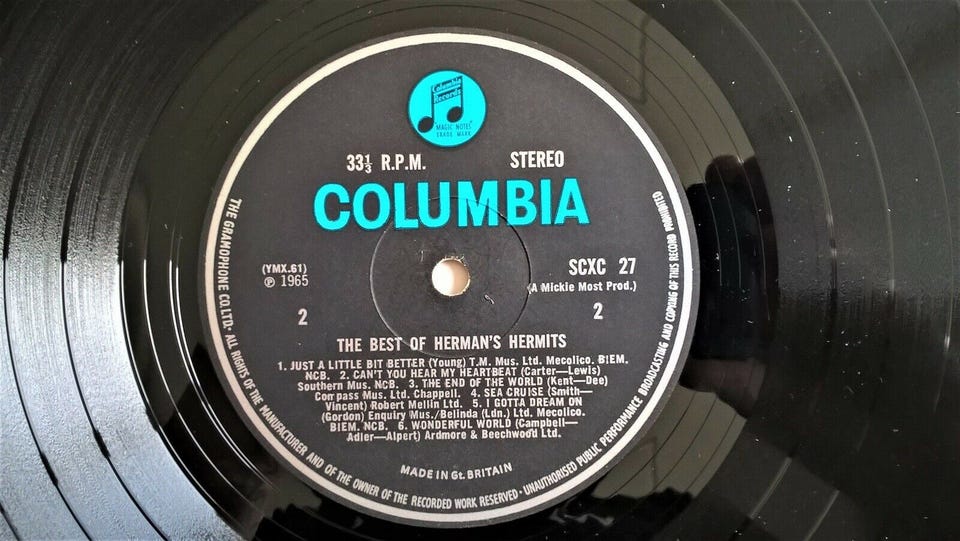 Columbia
Records
"MAGIC NOTES"
TRADE MARK
33⅓ R.P.M. STEREO
COLUMBIA
(YMX.61) SCXC 27
℗ 1965 (A Mickie Most Prod.)
2 2
THE BEST OF HERMAN'S HERMITS
1. JUST A LITTLE BIT BETTER (Young) T.M. Mus. Ltd. Mecolico. BIEM.
NCB. 2. CAN'T YOU HEAR MY HEARTBEAT (Carter—Lewis)
Southern Mus. NCB. 3. THE END OF THE WORLD (Kent—Dee)
Compass Mus. Ltd. Chappell. 4. SEA CRUISE (Smith—
Vincent) Robert Mellin Ltd. 5. I GOTTA DREAM ON
(Gordon) Enquiry Mus./Belinda (Ldn.) Ltd. Mecolico.
BIEM. NCB. 6. WONDERFUL WORLD (Campbell—
Adler—Alpert) Ardmore & Beechwood Ltd.
MADE IN Gt. BRITAIN
THE GRAMOPHONE CO. LTD. · ALL RIGHTS OF THE MANUFACTURER AND OF THE OWNER OF THE RECORDED WORK RESERVED · UNAUTHORISED PUBLIC PERFORMANCE BROADCASTING AND COPYING OF THIS RECORD PROHIBITED